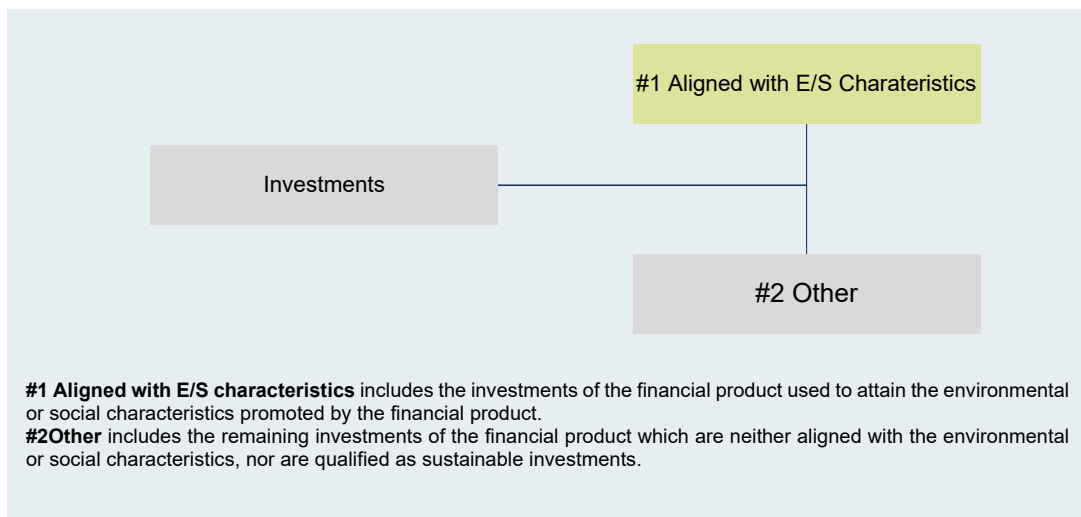 #1 Aligned with E/S Charateristics
Investments
#2 Other
#1 Aligned with E/S characteristics includes the investments of the financial product used to attain the environmental
or social characteristics promoted by the financial product.
#2Other includes the remaining investments of the financial product which are neither aligned with the environmental
or social characteristics, nor are qualified as sustainable investments.